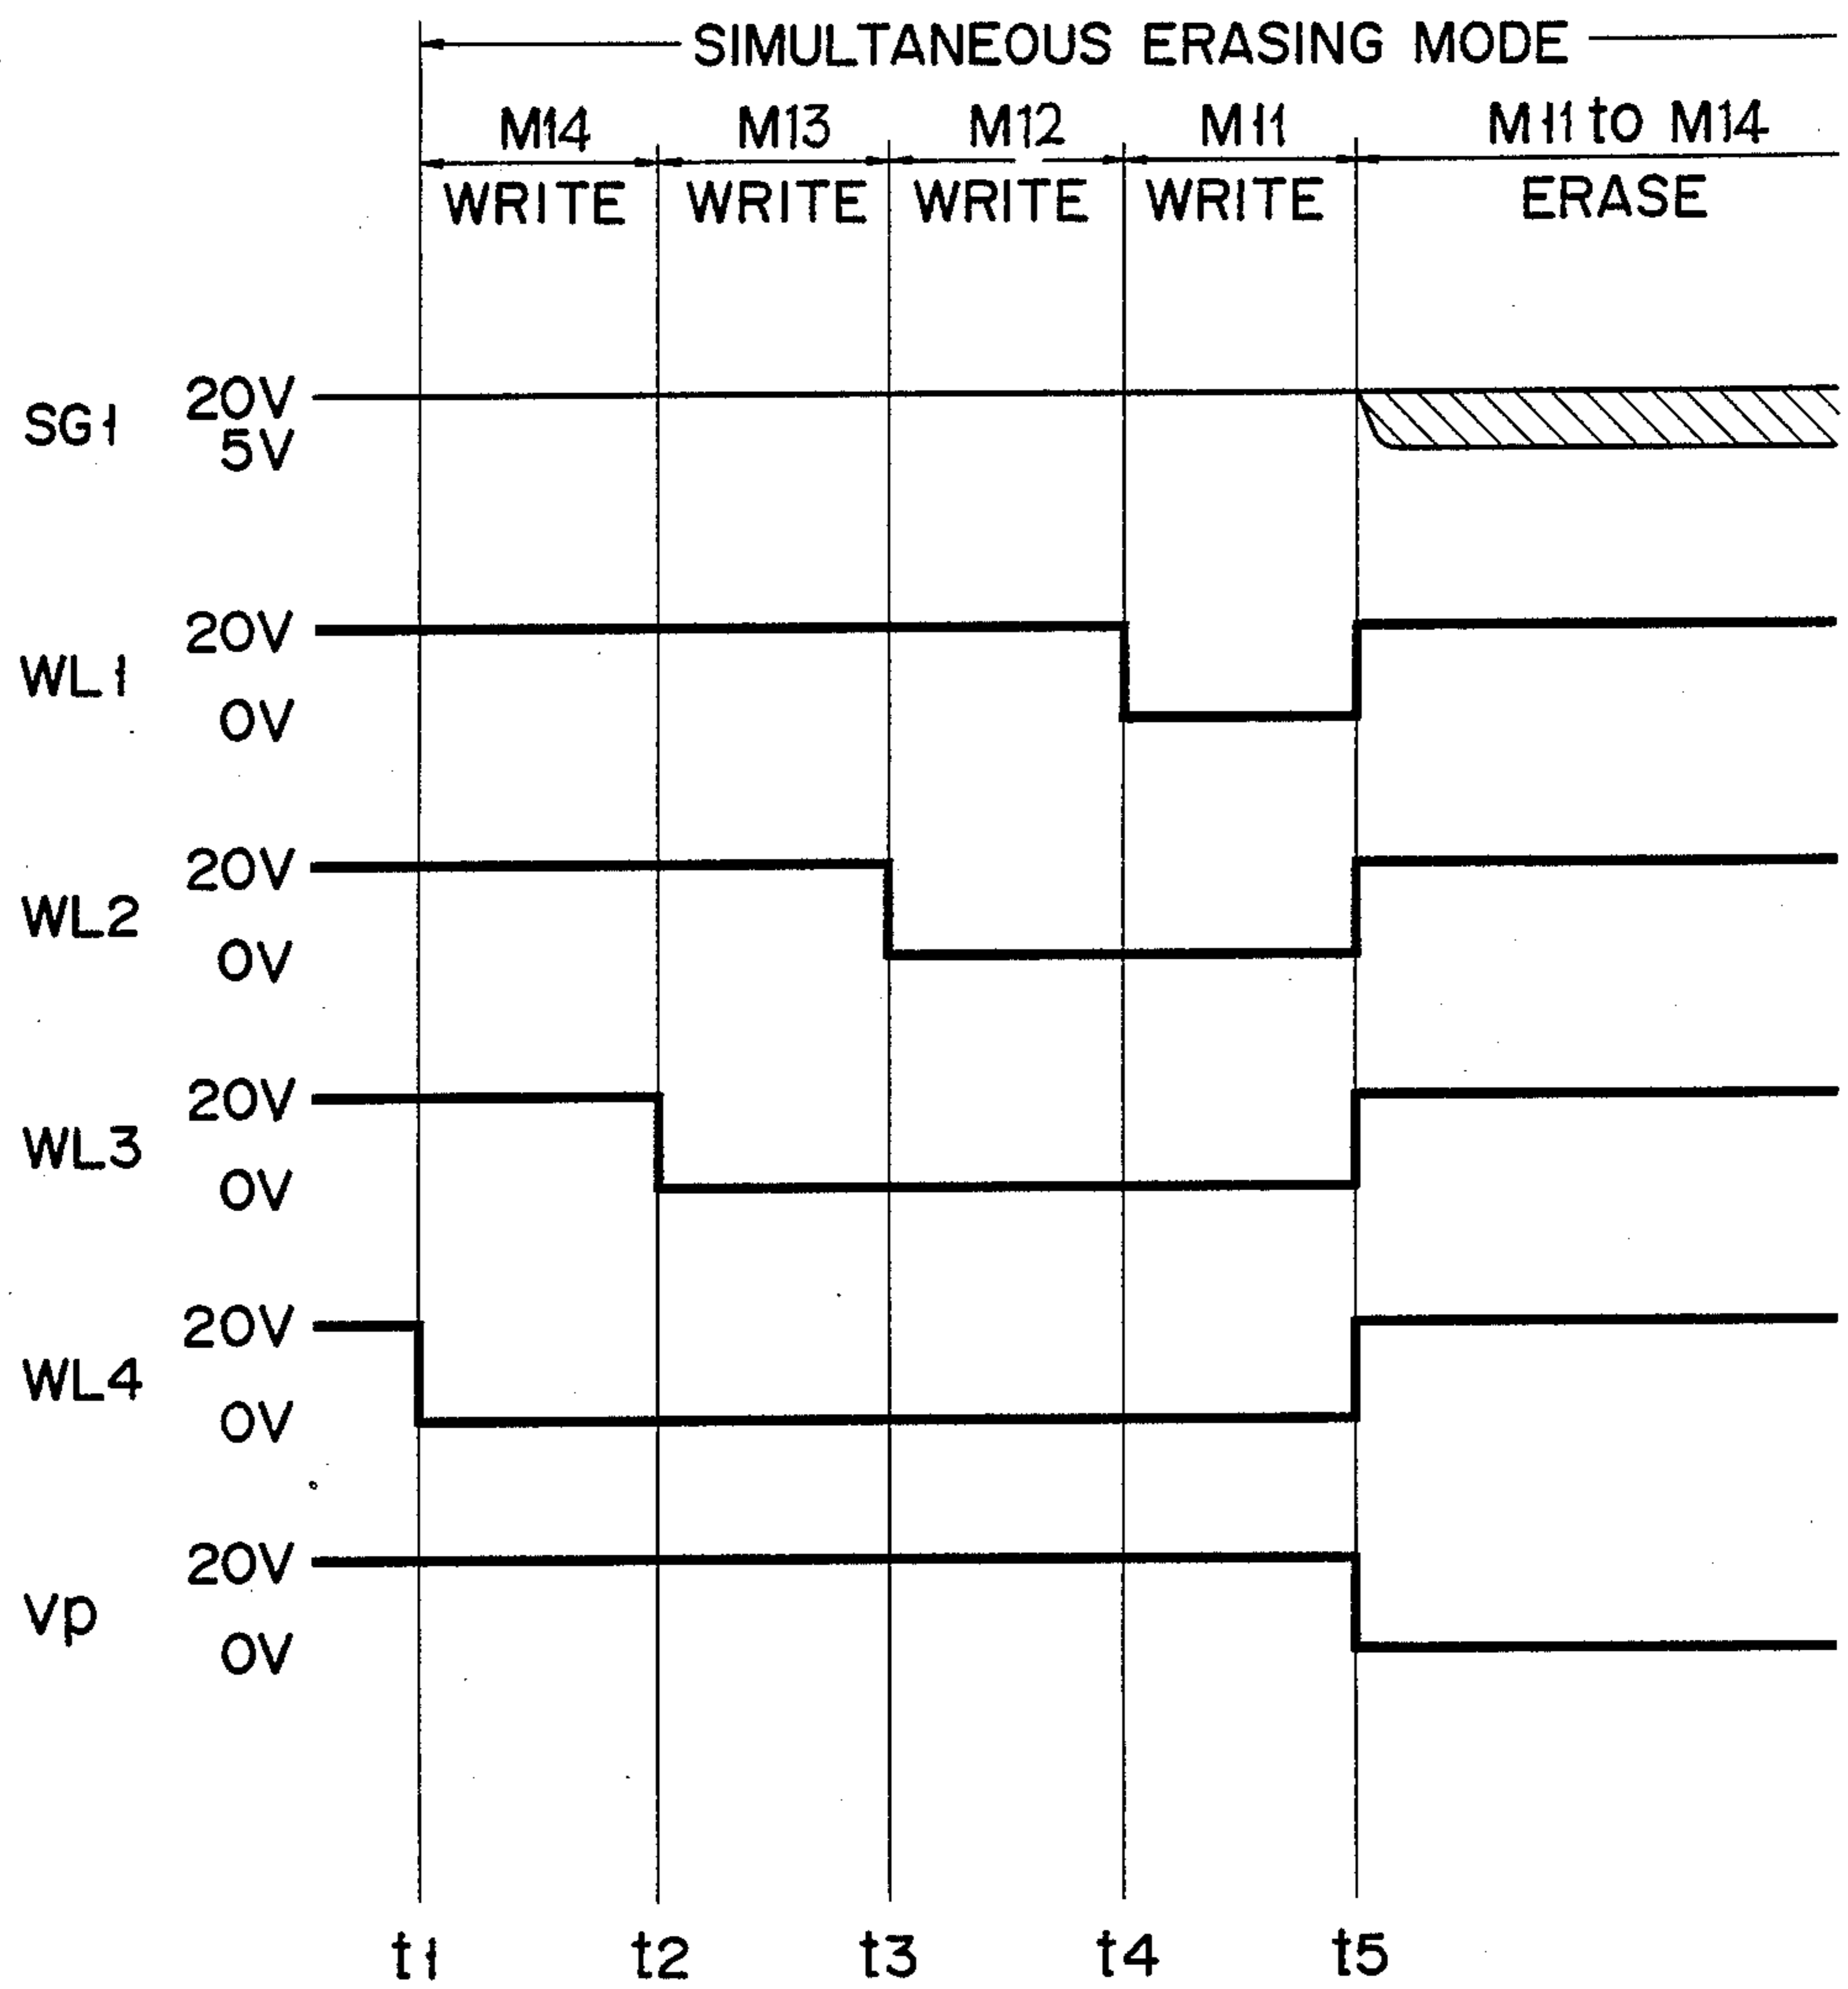 SIMULTANEOUS ERASING MODE
M14 M13 M12 M11 M11 to M14
WRITE WRITE WRITE WRITE ERASE
SG1 20V
5V
WL1 20V
0V
WL2 20V
0V
WL3 20V
0V
WL4 20V
0V
Vp 20V
0V
t1 t2 t3 t4 t5